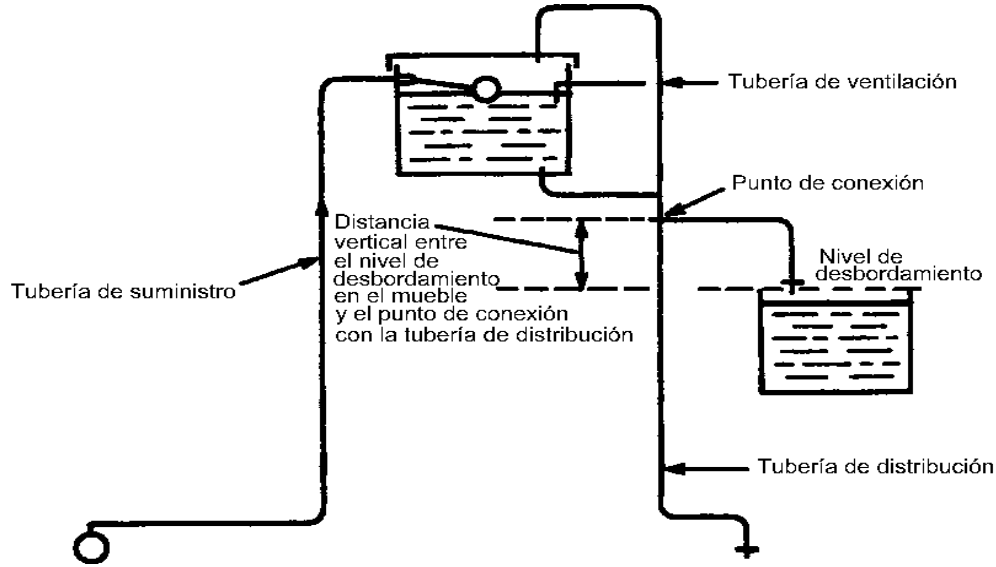 Tubería de ventilación
Punto de conexión
Distancia
vertical entre
el nivel de
desbordamiento
en el mueble
y el punto de conexión
con la tubería de distribución
Nivel de
desbordamiento
Tubería de suministro
Tubería de distribución